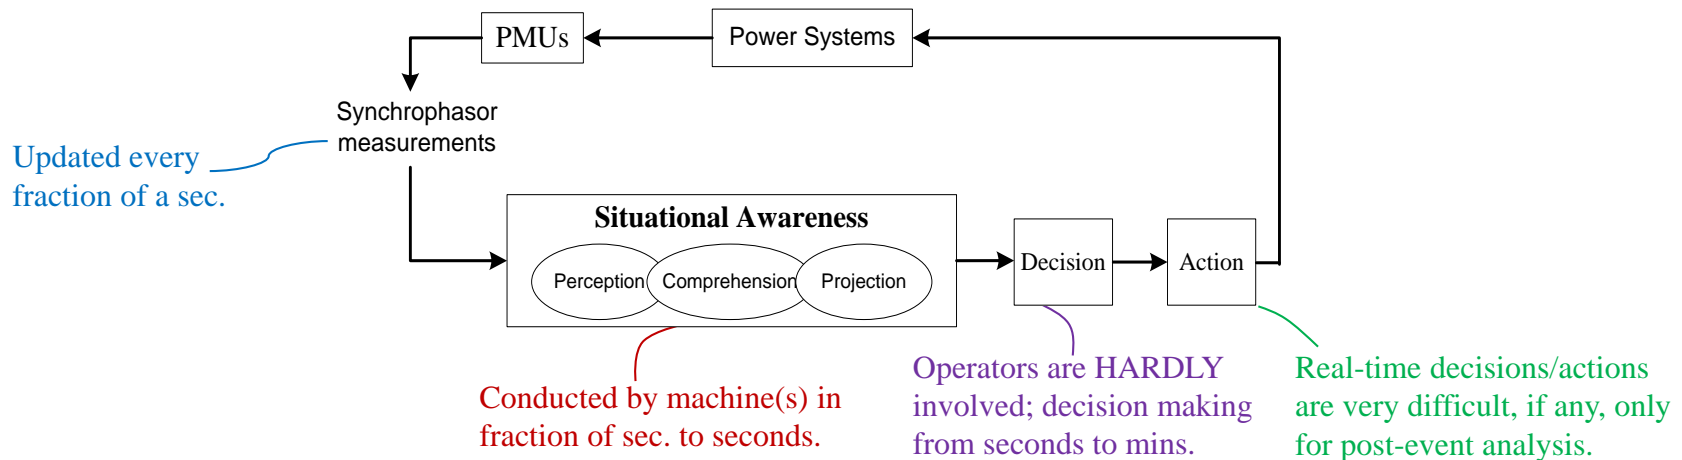 PMUs
Power Systems
Synchrophasor
measurements
Updated every
fraction of a sec.
Situational Awareness
Perception
Comprehension
Projection
Decision
Action
Conducted by machine(s) in
fraction of sec. to seconds.
Operators are HARDLY
involved; decision making
from seconds to mins.
Real-time decisions/actions
are very difficult, if any, only
for post-event analysis.